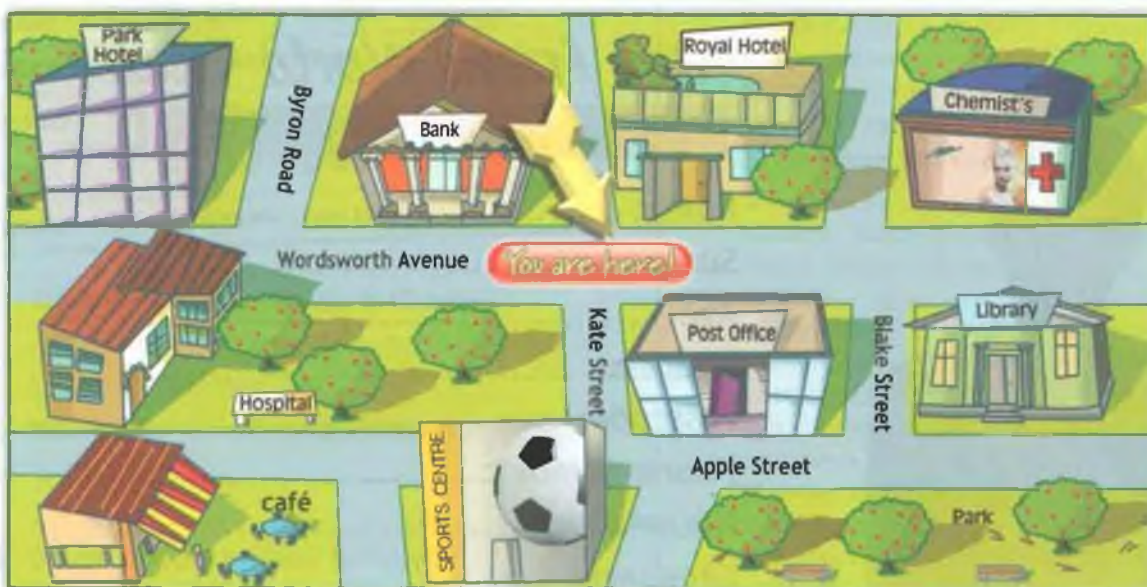 Park
Hotel
Byron Road
Bank
Royal Hotel
Chemist's
Wordsworth Avenue
You are here!
Kate Street
Post Office
Blake Street
Library
Hospital
SPORTS CENTRE
Apple Street
café
Park